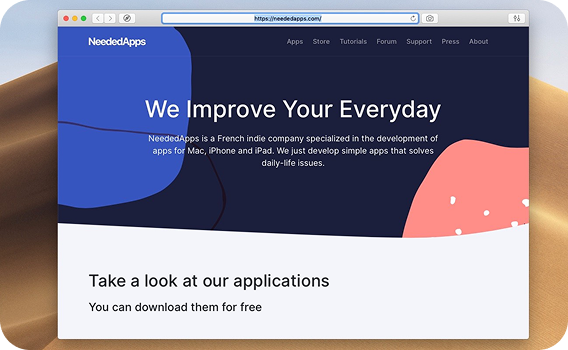 https://neededapps.com/
NeededApps
Apps Store Tutorials Forum Support Press About
We Improve Your Everyday
NeededApps is a French indie company specialized in the development of
apps for Mac, iPhone and iPad. We just develop simple apps that solves
daily-life issues.
Take a look at our applications
You can download them for free